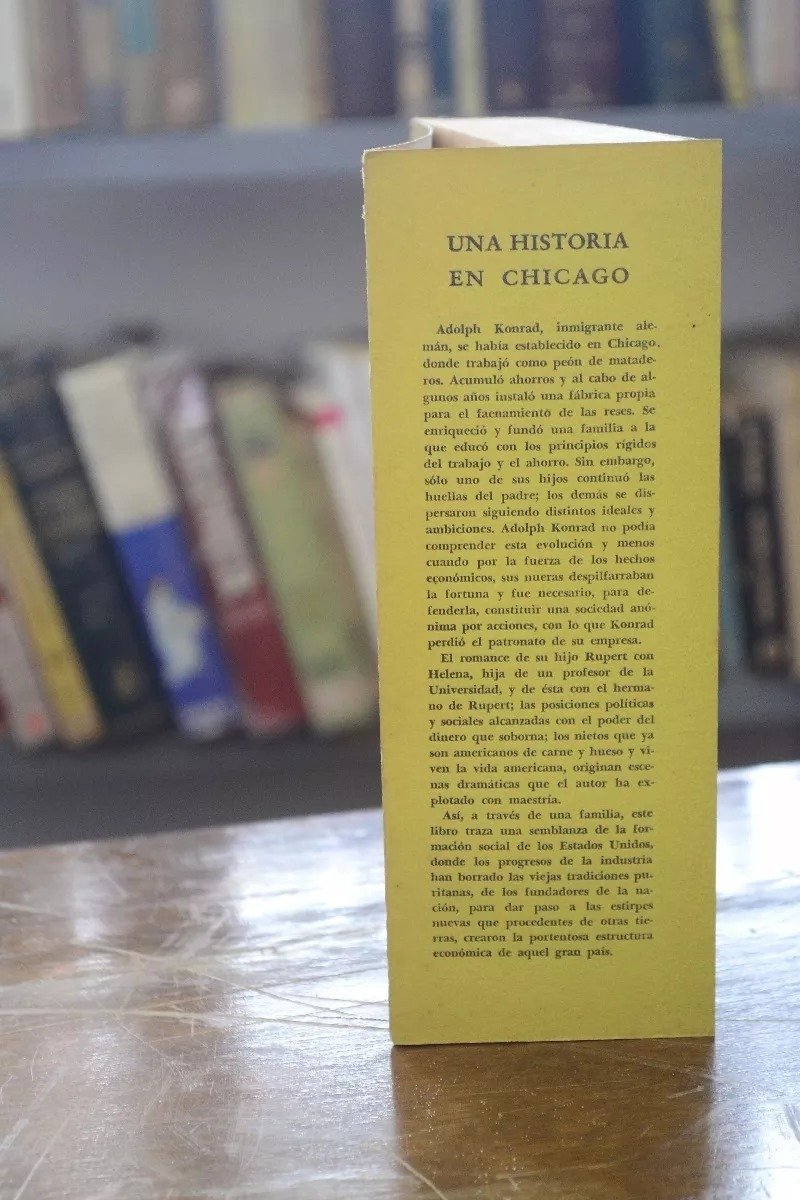 UNA HISTORIA
EN CHICAGO
Adolph Konrad, inmigrante ale-
mán, se había establecido en Chicago,
donde trabajó como peón de matade-
ros. Acumuló ahorros y al cabo de al-
gunos años instaló una fábrica propia
para el faenamiento de las reses. Se
enriqueció y fundó una familia a la
que educó con los principios rígidos
del trabajo y el ahorro. Sin embargo,
sólo uno de sus hijos continuó las
huellas del padre; los demás se dis-
persaron siguiendo distintos ideales y
ambiciones. Adolph Konrad no podía
comprender esta evolución y menos
cuando por la fuerza de los hechos
económicos, sus nueras despilfarraban
la fortuna y fue necesario, para de-
fenderla, constituir una sociedad anó-
nima por acciones, con lo que Konrad
perdió el patronato de su empresa.
El romance de su hijo Rupert con
Helena, hija de un profesor de la
Universidad, y de ésta con el herma-
no de Rupert; las posiciones políticas
y sociales alcanzadas con el poder del
dinero que soborna; los nietos que ya
son americanos de carne y hueso y vi-
ven la vida americana, originan esce-
nas dramáticas que el autor ha ex-
plotado con maestría.
Así, a través de una familia, este
libro traza una semblanza de la for-
mación social de los Estados Unidos,
donde los progresos de la industria
han borrado las viejas tradiciones pu-
ritanas, de los fundadores de la na-
ción, para dar paso a las estirpes
nuevas que procedentes de otras tie-
rras, crearon la portentosa estructura
económica de aquel gran país.